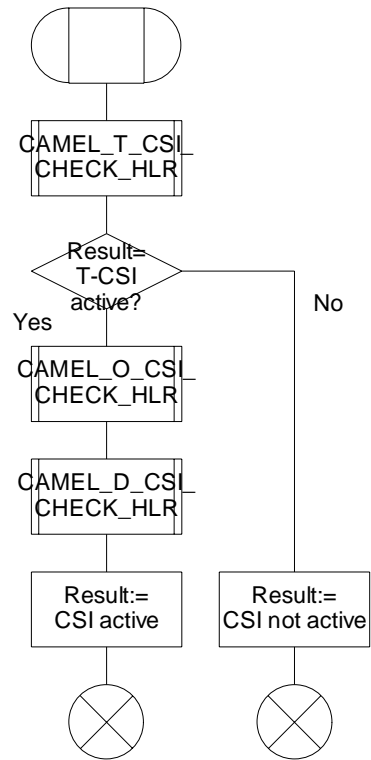 CAMEL_T_CSI_
CHECK_HLR
Result=
T-CSI
active?
No
Yes
CAMEL_O_CSI_
CHECK_HLR
CAMEL_D_CSI_
CHECK_HLR
Result:=
CSI active
Result:=
CSI not active